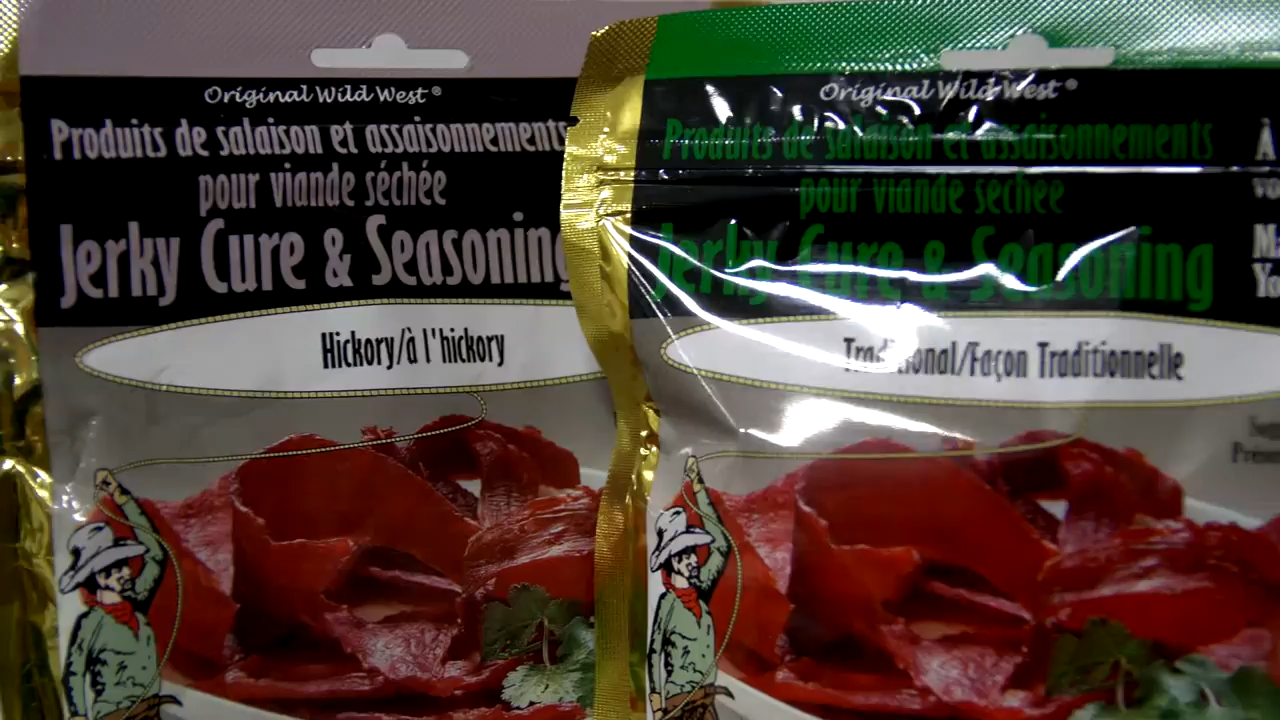 Original Wild West®
Produits de salaison et assaisonnements
pour viande séchée
Jerky Cure & Seasoning
Hickory/à l'hickory
Original Wild West®
Produits de salaison et assaisonnements
pour viande séchée
Jerky Cure & Seasoning
Traditional/Façon Traditionnelle
À